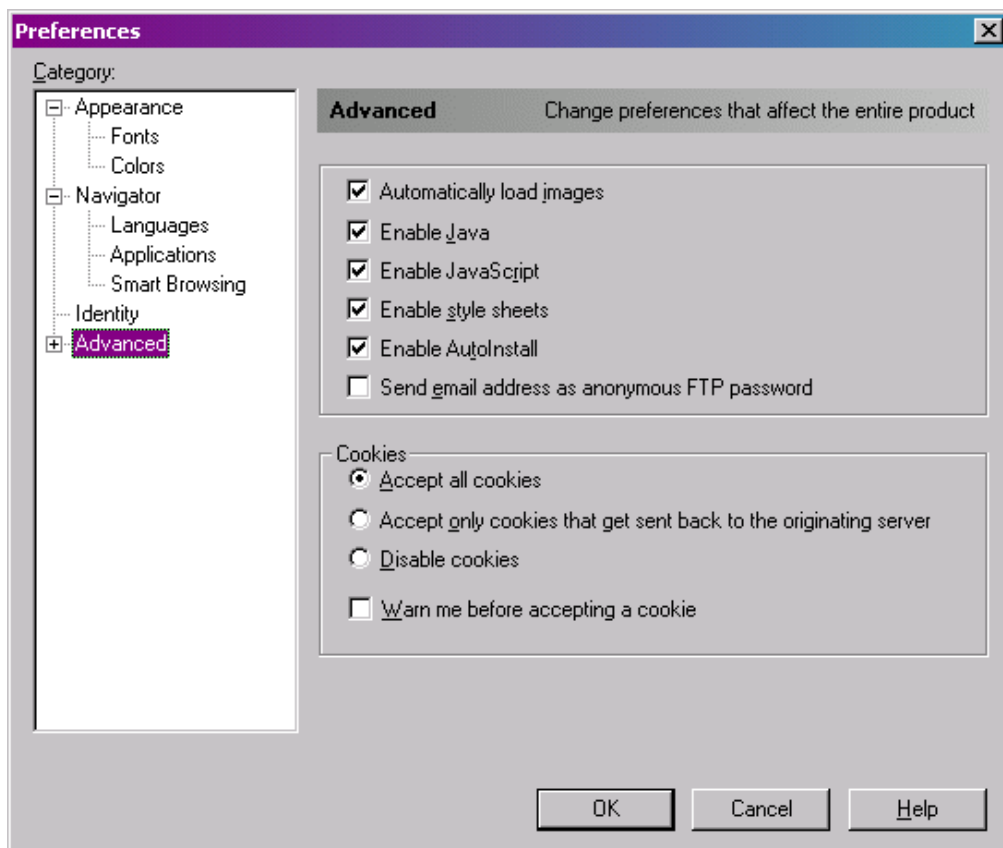 Preferences
Category:
Appearance
Fonts
Colors
Navigator
Languages
Applications
Smart Browsing
Identity
Advanced
Advanced Change preferences that affect the entire product
Automatically load images
Enable Java
Enable JavaScript
Enable style sheets
Enable AutoInstall
Send email address as anonymous FTP password
Cookies
Accept all cookies
Accept only cookies that get sent back to the originating server
Disable cookies
Warn me before accepting a cookie
OK Cancel Help